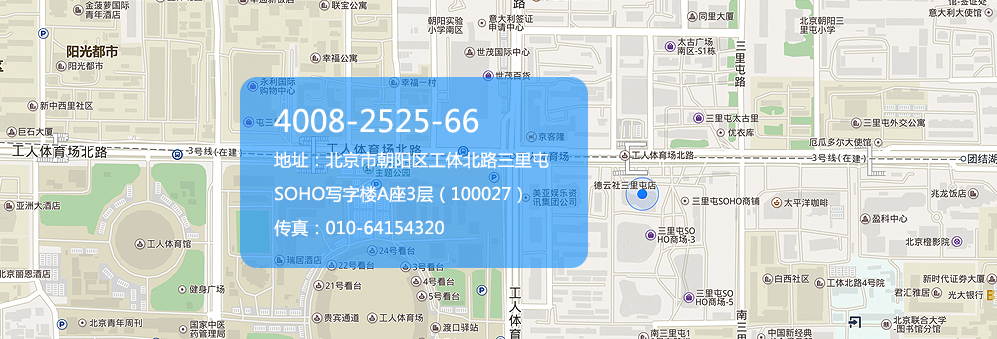 金菠萝国际
青年酒店
联宝公寓
朝阳实验
小学南区
意大利签证
申请中心
路
同里大厦
北京朝阳三
里屯小学
馆-签证处
意大利大使馆
阳光都市
阳光都市
幸福公寓
世茂国际中心
太古广场
南区-S1栋
三里屯路
永利国际
购物中心
幸福一村
世茂百货
新中西里社区
4008-2525-66
三里屯太古里
优衣库
三里屯外交公寓
巨石大厦
京客隆
厄瓜多尔大使馆
工人体育场北路
3号线(在建)
人体育场北路
工人体育场北路
3号线(在建)
团结湖
地址：北京市朝阳区工体北路三里屯
主题公园
德云社三里屯店
SOHO写字楼A座3层（100027）
美亚娱乐资
讯集团公司
三里屯SOHO商铺
太平洋咖啡
兆龙饭店
亚洲大酒店
盈科中心
传真：010-64154320
三里屯SO
HO商场-3
北京橙影院
工人体育馆
24号看台
瑞居酒店
22号看台
3号看台
北京丽恩酒店
21号看台
4号看台
5号看台
健身广场
工人体育
三里屯SO
HO商场-5
白西社区
工体北路4号院
新时代证券大厦
君汇雅居
光大银行
北京青年周刊
国家中医
药管理局
贵宾通道
工人体育场
渡口驿站
南三里屯1
南三
中国新经典
北京联合大学
图书馆分馆